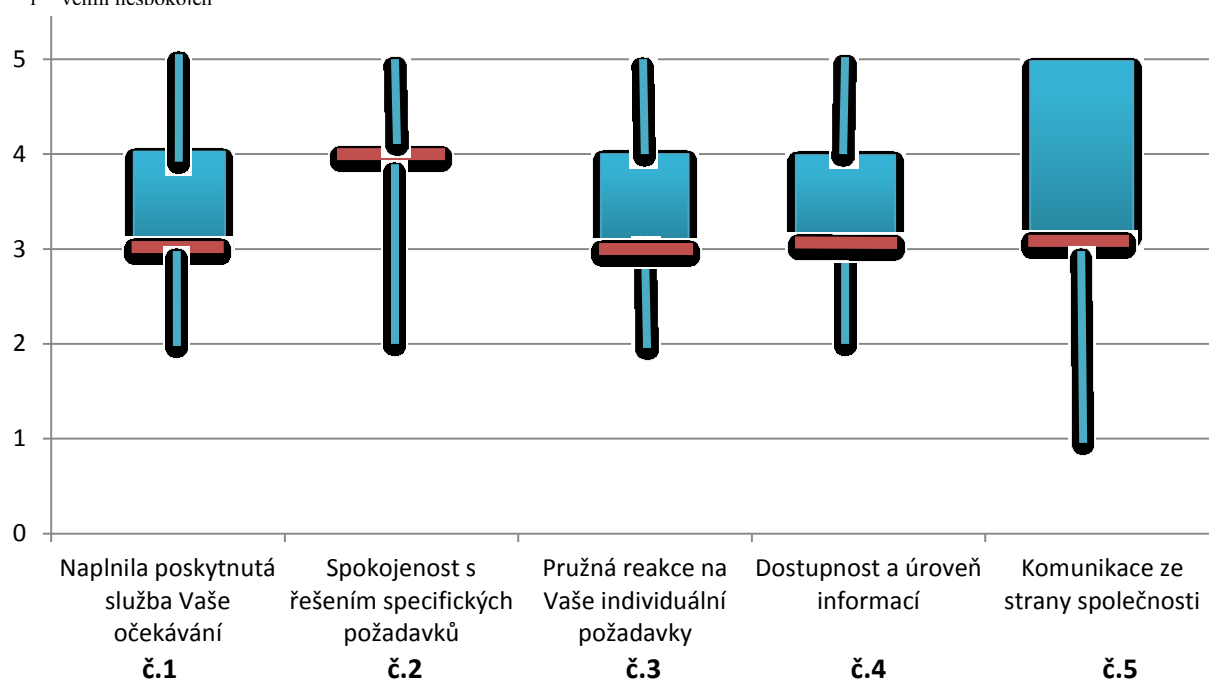 5
4
3
2
1
0
Naplnila poskytnutá
služba Vaše
očekávání
č.1
Spokojenost s
řešením specifických
požadavků
č.2
Pružná reakce na
Vaše individuální
požadavky
č.3
Dostupnost a úroveň
informací
č.4
Komunikace ze
strany společnosti
č.5